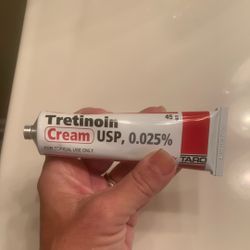 45 g
Tretinoin
Cream USP, 0.025%
FOR TOPICAL USE ONLY
TARO